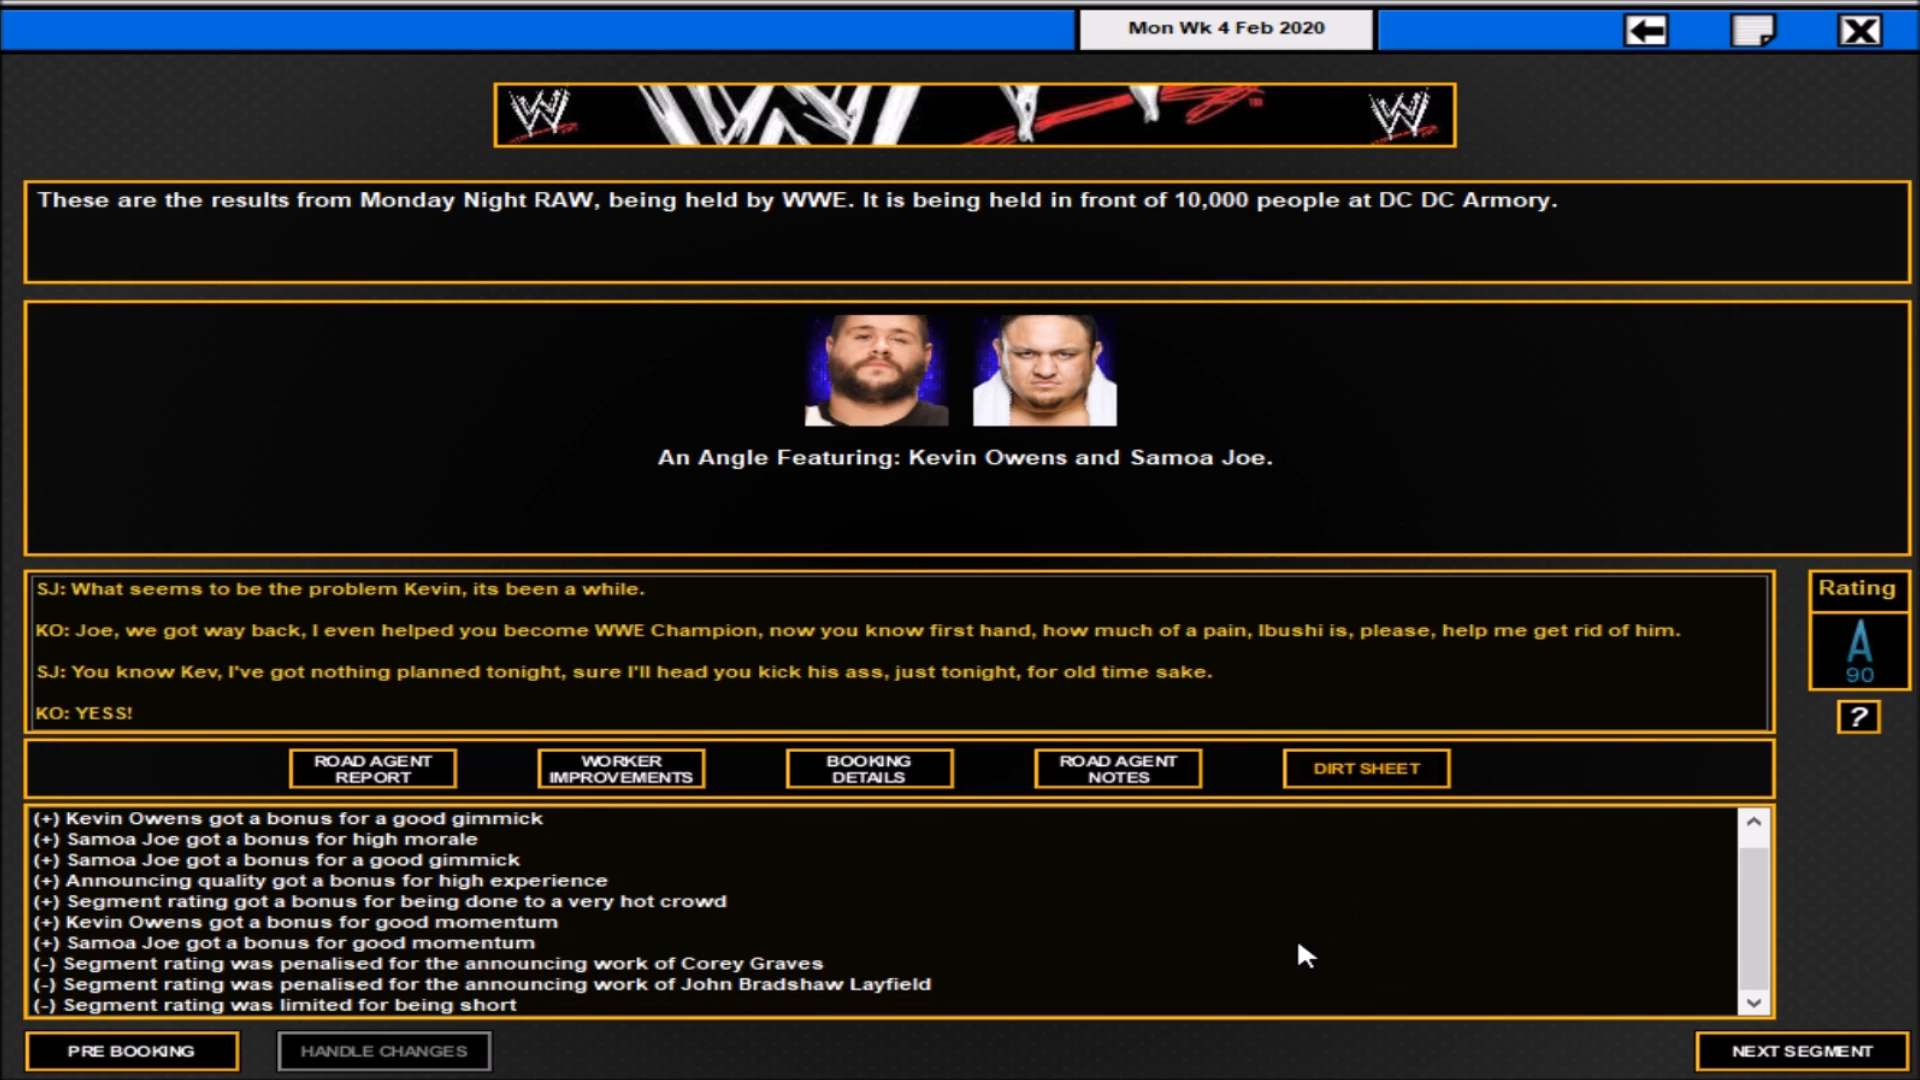 Mon Wk 4 Feb 2020
These are the results from Monday Night RAW, being held by WWE. It is being held in front of 10,000 people at DC DC Armory.
An Angle Featuring: Kevin Owens and Samoa Joe.
SJ: What seems to be the problem Kevin, its been a while.
KO: Joe, we got way back, I even helped you become WWE Champion, now you know first hand, how much of a pain, Ibushi is, please, help me get rid of him.
SJ: You know Kev, I've got nothing planned tonight, sure I'll head you kick his ass, just tonight, for old time sake.
KO: YESS!
Rating
A
90
?
ROAD AGENT
REPORT
WORKER
IMPROVEMENTS
BOOKING
DETAILS
ROAD AGENT
NOTES
DIRT SHEET
(+) Kevin Owens got a bonus for a good gimmick
(+) Samoa Joe got a bonus for high morale
(+) Samoa Joe got a bonus for a good gimmick
(+) Announcing quality got a bonus for high experience
(+) Segment rating got a bonus for being done to a very hot crowd
(+) Kevin Owens got a bonus for good momentum
(+) Samoa Joe got a bonus for good momentum
(-) Segment rating was penalised for the announcing work of Corey Graves
(-) Segment rating was penalised for the announcing work of John Bradshaw Layfield
(-) Segment rating was limited for being short
PRE BOOKING
HANDLE CHANGES
NEXT SEGMENT